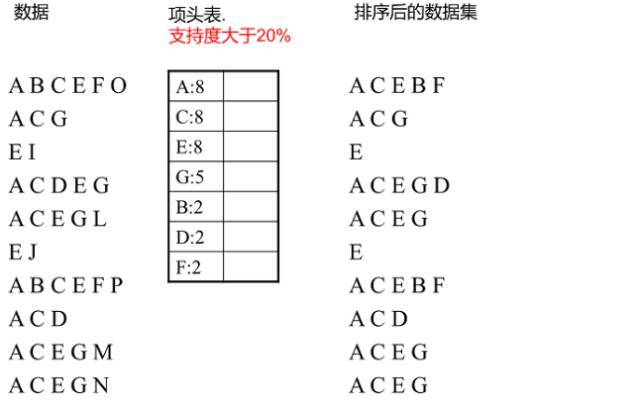 数据
A B C E F O
A C G
E I
A C D E G
A C E G L
E J
A B C E F P
A C D
A C E G M
A C E G N
项头表.
支持度大于20%
A:8
C:8
E:8
G:5
B:2
D:2
F:2
排序后的数据集
A C E B F
A C G
E
A C E G D
A C E G
E
A C E B F
A C D
A C E G
A C E G